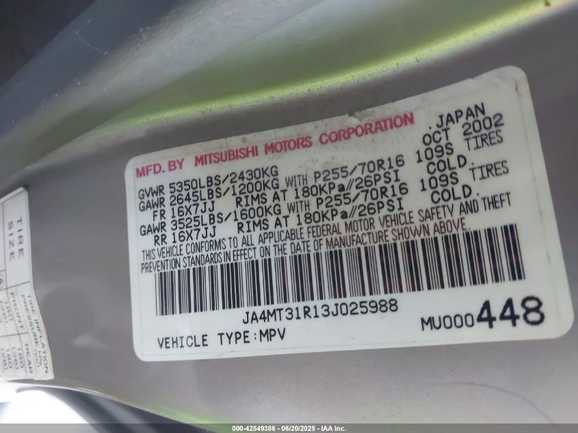 MFD. BY MITSUBISHI MOTORS CORPORATION .JAPAN
GVWR 5350LBS/2430KG OCT 2002
GAWR 2645LBS/1200KG WITH P255/70R16 109S TIRES
FR 16X7JJ RIMS AT 180KPa//26PSI COLD.
GAWR 3525LBS/1600KG WITH P255/70R16 109S TIRES
RR 16X7JJ RIMS AT 180KPa//26PSI COLD.
THIS VEHICLE CONFORMS TO ALL APPLICABLE FEDERAL MOTOR VEHICLE SAFETY AND THEFT
PREVENTION STANDARDS IN EFFECT ON THE DATE OF MANUFACTURE SHOWN ABOVE.
JA4MT31R13J025988
VEHICLE TYPE:MPV MU000448
TIRE
SIZE
000-42549386 - 06/20/2025 - IAA Inc.